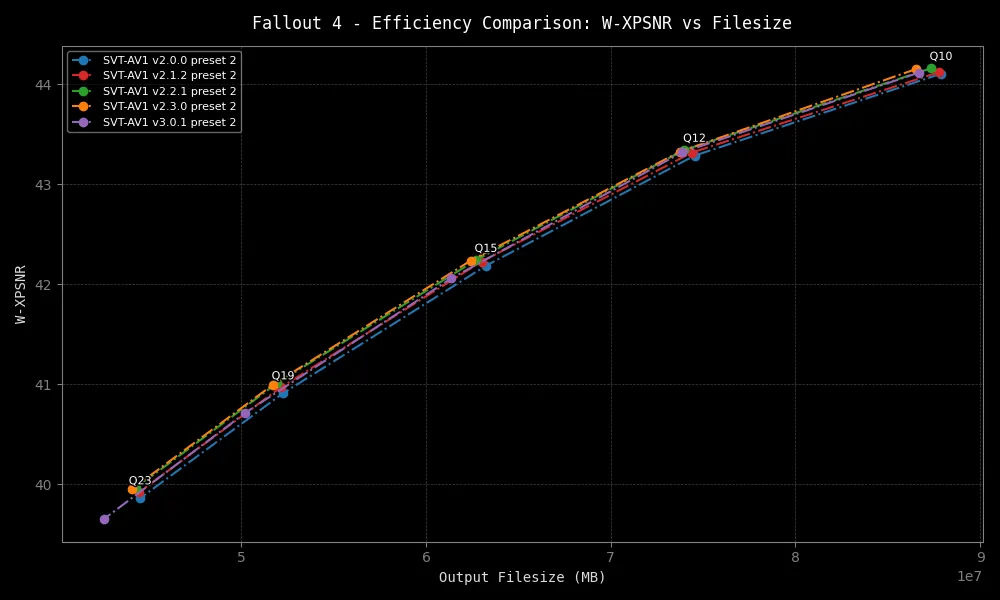 Fallout 4 - Efficiency Comparison: W-XPSNR vs Filesize
SVT-AV1 v2.0.0 preset 2
SVT-AV1 v2.1.2 preset 2
SVT-AV1 v2.2.1 preset 2
SVT-AV1 v2.3.0 preset 2
SVT-AV1 v3.0.1 preset 2
Q10
Q12
Q15
Q19
Q23
44
43
42
41
40
W-XPSNR
5
6
7
8
9
1e7
Output Filesize (MB)